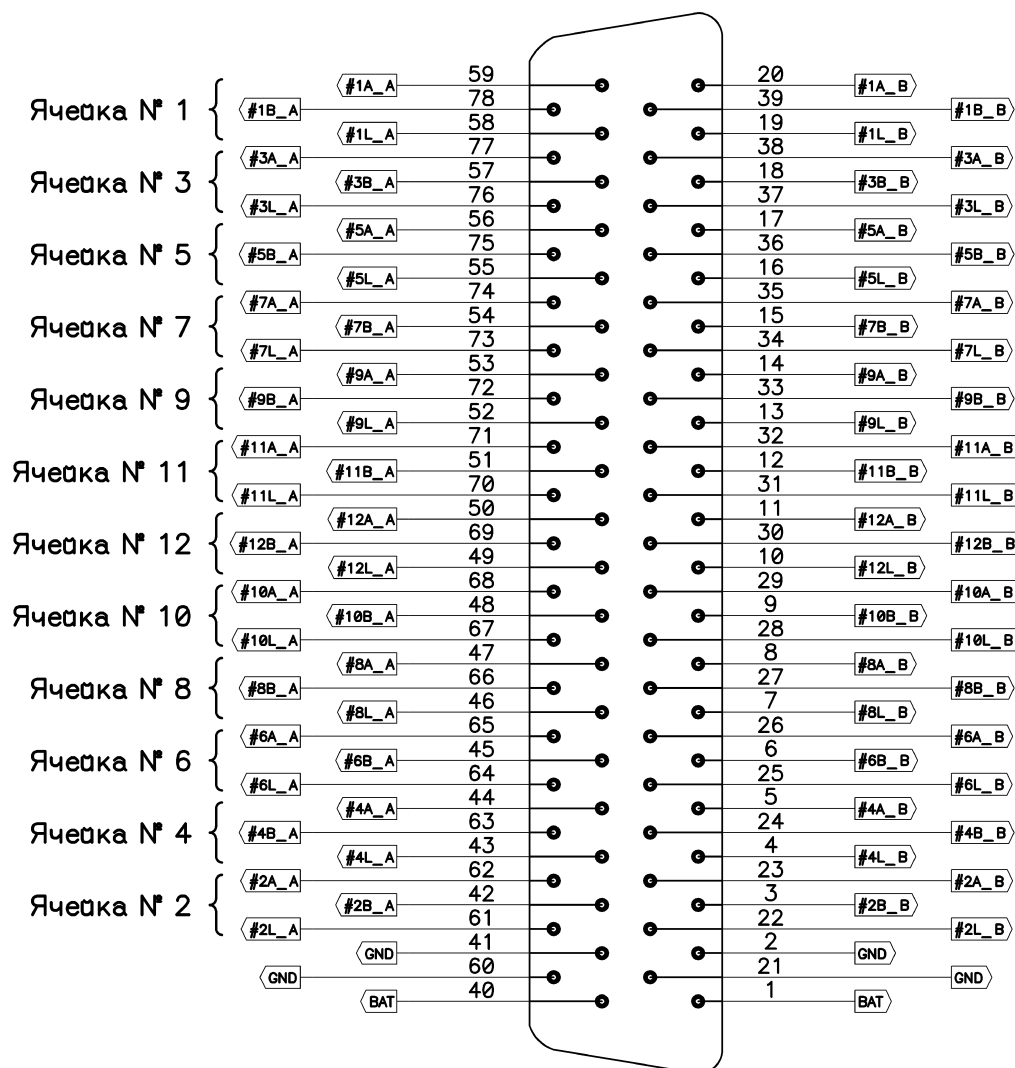 #1A_A 59 20 #1A_B
Ячейка № 1 #1B_A 78 39 #1B_B
#1L_A 58 19 #1L_B
#3A_A 77 38 #3A_B
Ячейка № 3 #3B_A 57 18 #3B_B
#3L_A 76 37 #3L_B
#5A_A 56 17 #5A_B
Ячейка № 5 #5B_A 75 36 #5B_B
#5L_A 55 16 #5L_B
#7A_A 74 35 #7A_B
Ячейка № 7 #7B_A 54 15 #7B_B
#7L_A 73 34 #7L_B
#9A_A 53 14 #9A_B
Ячейка № 9 #9B_A 72 33 #9B_B
#9L_A 52 13 #9L_B
#11A_A 71 32 #11A_B
Ячейка № 11 #11B_A 51 12 #11B_B
#11L_A 70 31 #11L_B
#12A_A 50 11 #12A_B
Ячейка № 12 #12B_A 69 30 #12B_B
#12L_A 49 10 #12L_B
#10A_A 68 29 #10A_B
Ячейка № 10 #10B_A 48 9 #10B_B
#10L_A 67 28 #10L_B
#8A_A 47 8 #8A_B
Ячейка № 8 #8B_A 66 27 #8B_B
#8L_A 46 7 #8L_B
#6A_A 65 26 #6A_B
Ячейка № 6 #6B_A 45 6 #6B_B
#6L_A 64 25 #6L_B
#4A_A 44 5 #4A_B
Ячейка № 4 #4B_A 63 24 #4B_B
#4L_A 43 4 #4L_B
#2A_A 62 23 #2A_B
Ячейка № 2 #2B_A 42 3 #2B_B
#2L_A 61 22 #2L_B
GND 41 2 GND
GND 60 21 GND
BAT 40 1 BAT